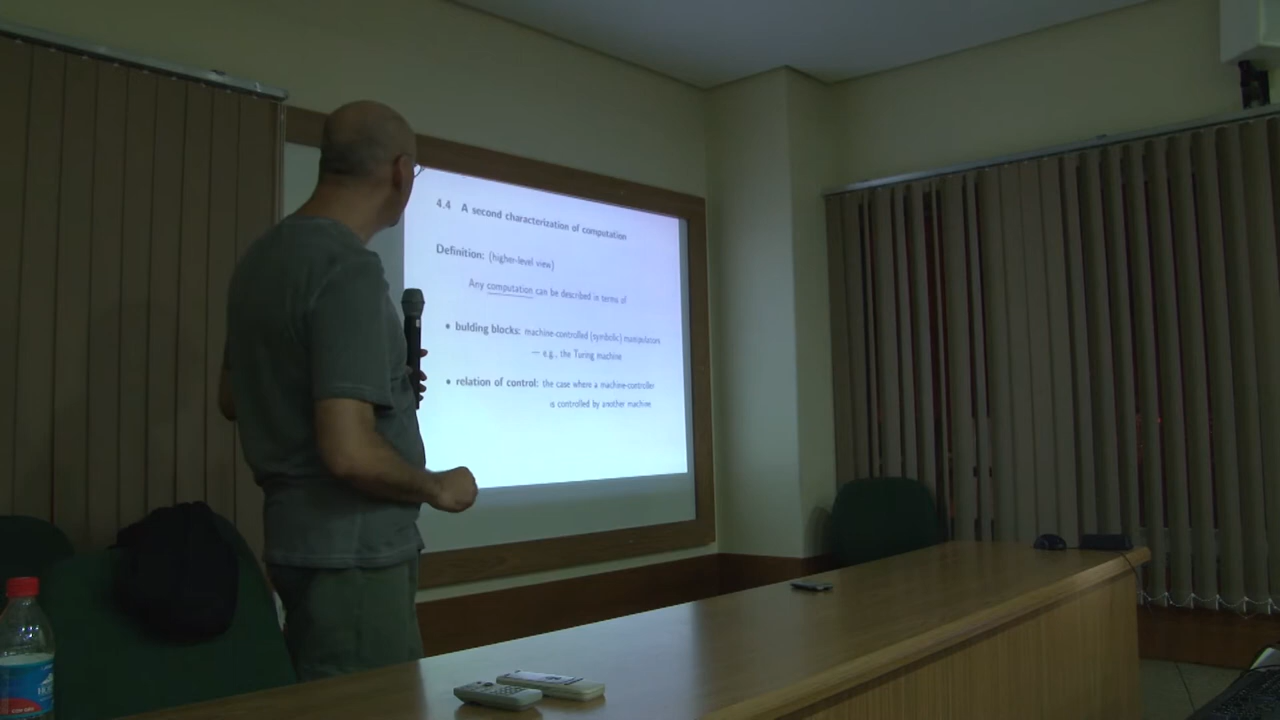 4.4 A second characterization of computation
Definition: (higher-level view)
Any computation can be described in terms of
• bulding blocks: machine-controlled (symbolic) manipulators
— e.g., the Turing machine
• relation of control: the case where a machine-controller
is controlled by another machine